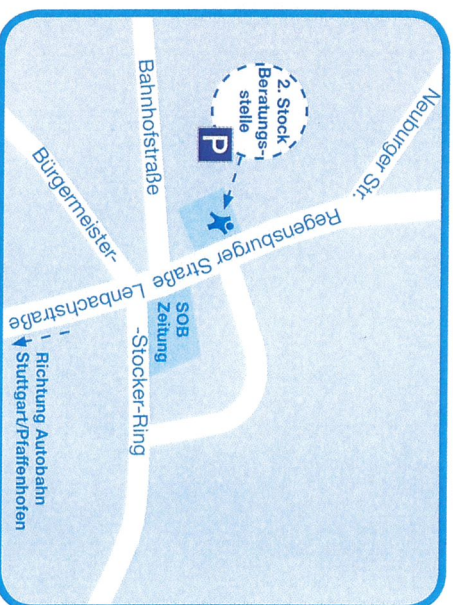 Neuburger Str.
2. Stock
Beratungs-
stelle
P
Regensburger Straße
Bahnhofstraße
SOB
Zeitung
Bürgermeister-
-Stocker-Ring
Lenbachstraße
Richtung Autobahn
Stuttgart/Pfaffenhofen